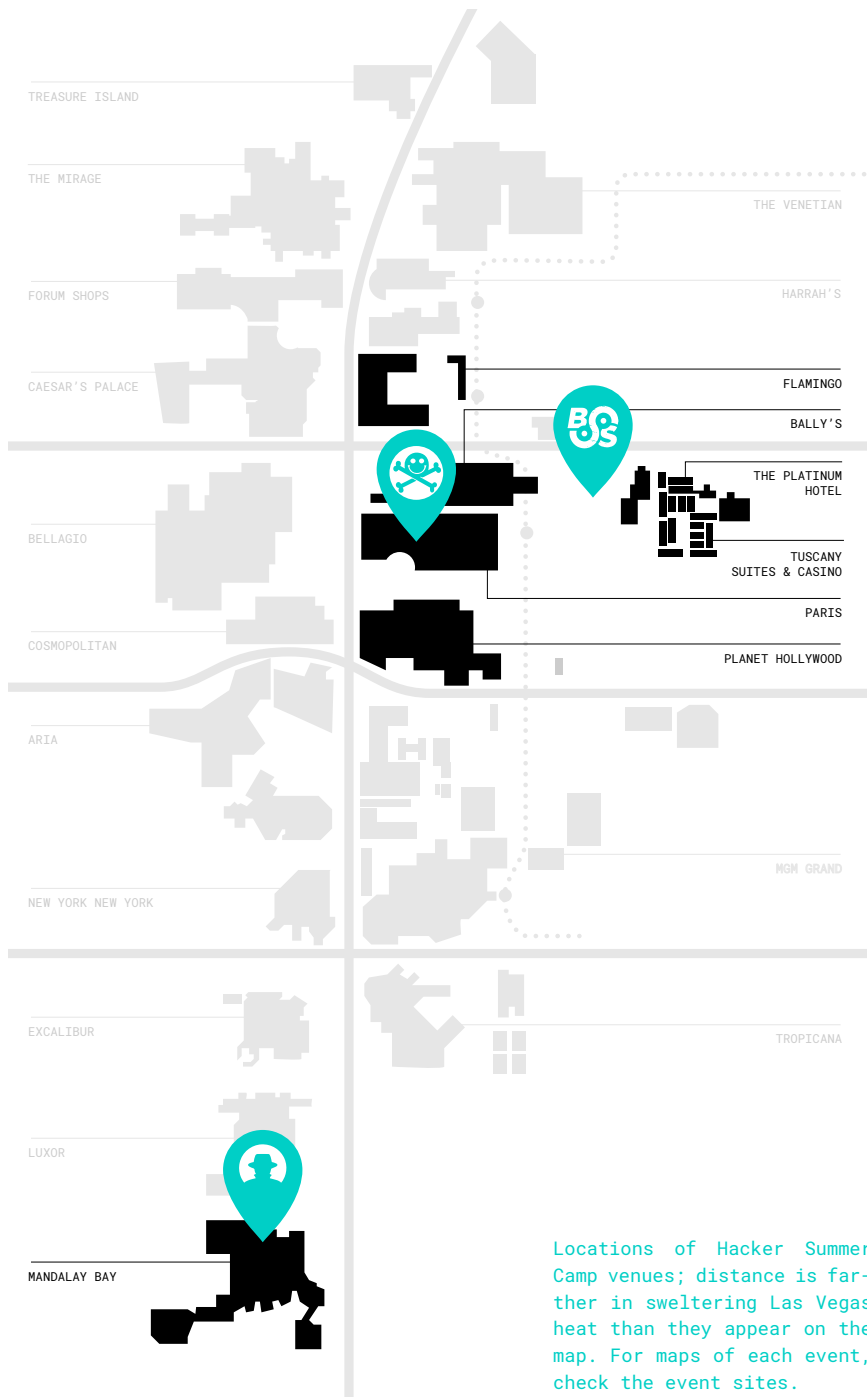 TREASURE ISLAND
THE MIRAGE
THE VENETIAN
FORUM SHOPS
HARRAH'S
CAESAR'S PALACE
FLAMINGO
BALLY'S
BSOS
THE PLATINUM
HOTEL
BELLAGIO
TUSCANY
SUITES & CASINO
PARIS
COSMOPOLITAN
PLANET HOLLYWOOD
ARIA
MGM GRAND
NEW YORK NEW YORK
EXCALIBUR
TROPICANA
LUXOR
MANDALAY BAY
Locations of Hacker Summer
Camp venues; distance is far-
ther in sweltering Las Vegas
heat than they appear on the
map. For maps of each event,
check the event sites.